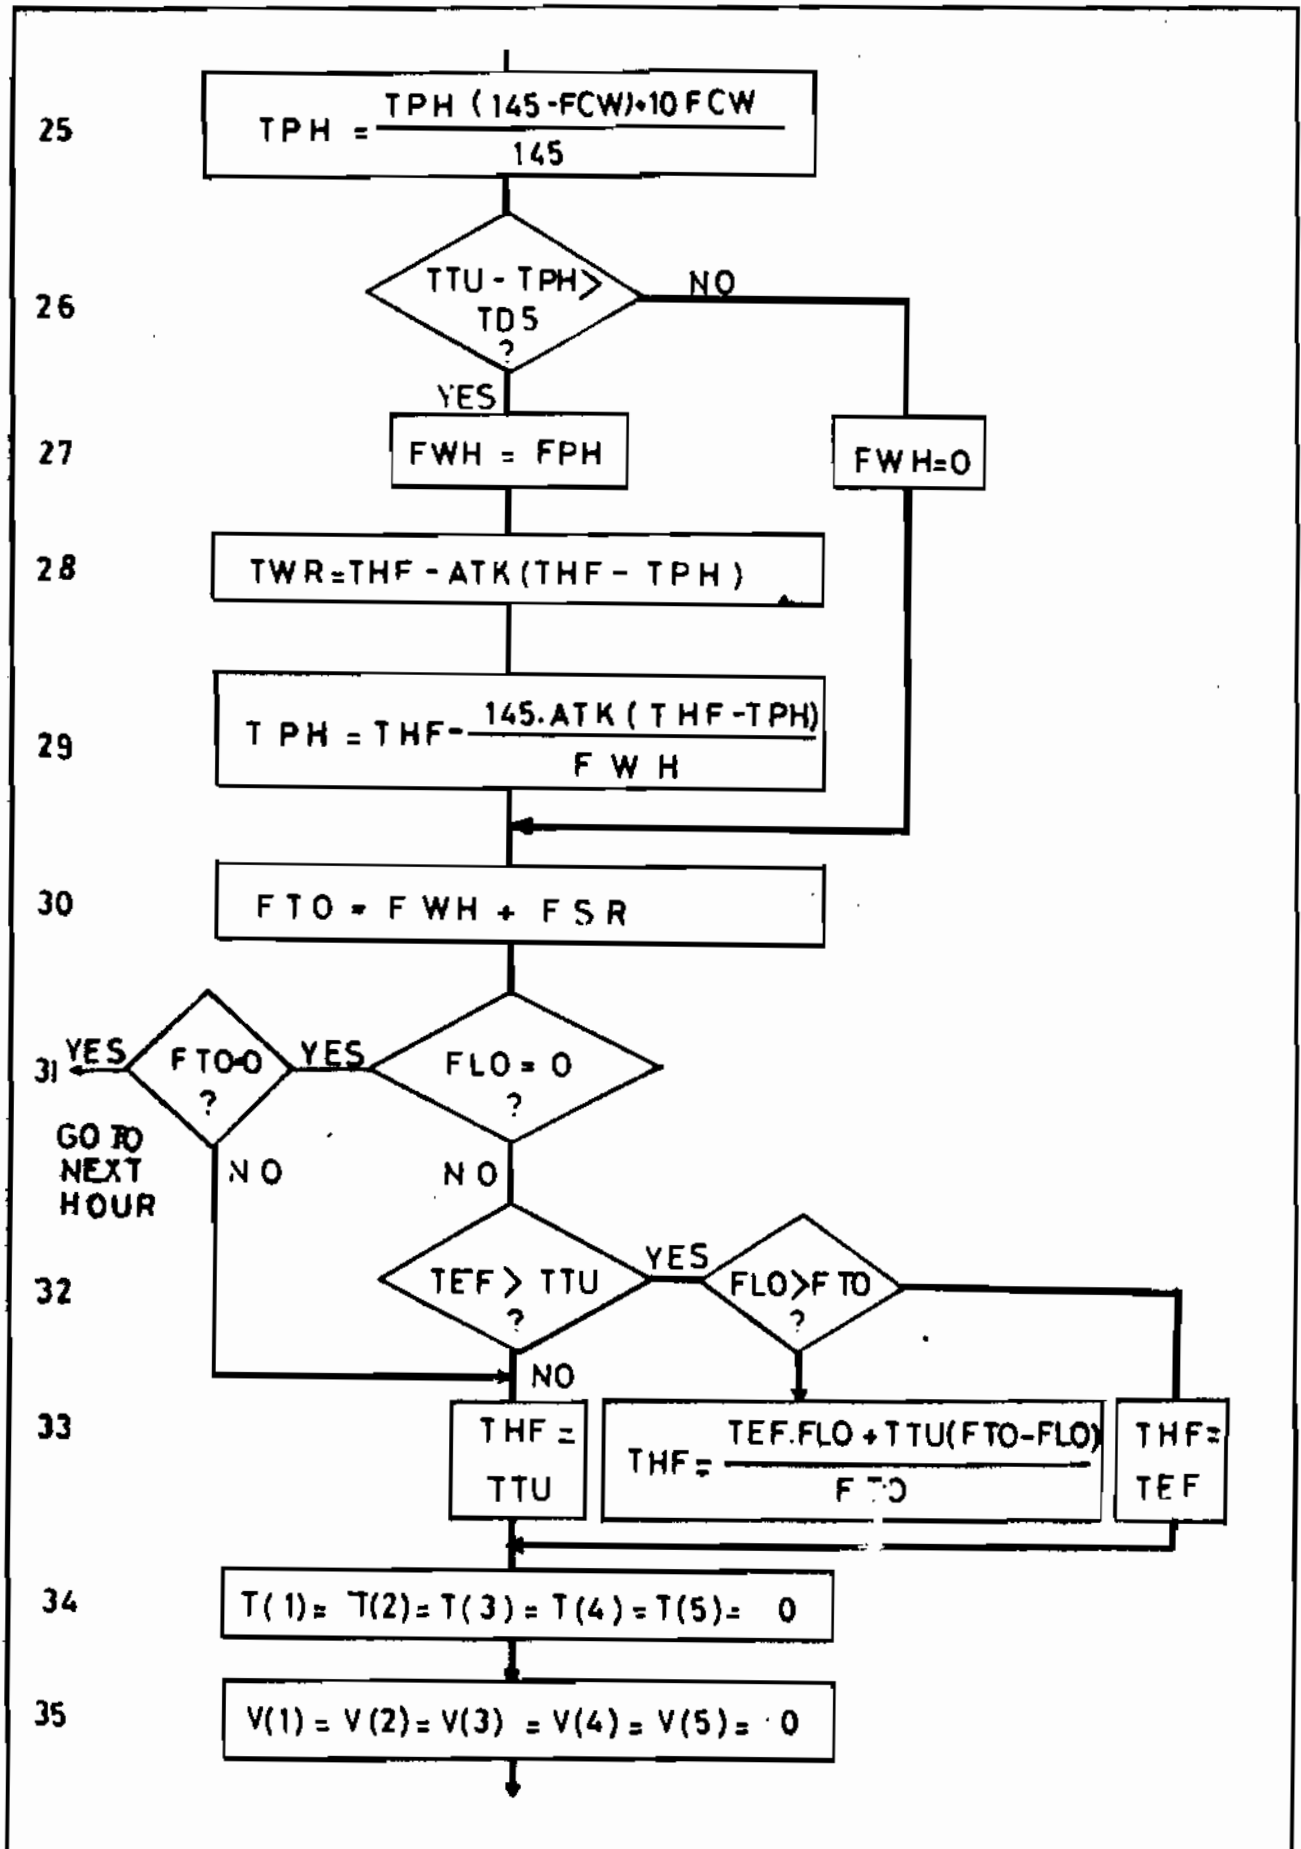 25
TPH = TPH (145-FCW)+10 FCW
145
26
TTU - TPH >
TD5
?
NO
YES
27
FWH = FPH
FWH=0
28
TWR=THF - ATK(THF - TPH)
29
TPH = THF- 145.ATK ( THF-TPH)
FWH
30
FTO = FWH + FSR
31
YES
FTO=0
?
YES
FLO = 0
?
GO TO
NEXT
HOUR
NO
NO
32
TEF > TTU
?
YES
FLO>FTO
?
NO
33
THF =
TTU
THF= TEF.FLO + TTU(FTO-FLO)
FTO
THF=
TEF
34
T(1)= T(2)= T(3)= T(4)= T(5)= 0
35
V(1) = V(2)= V(3) = V(4)= V(5)= 0